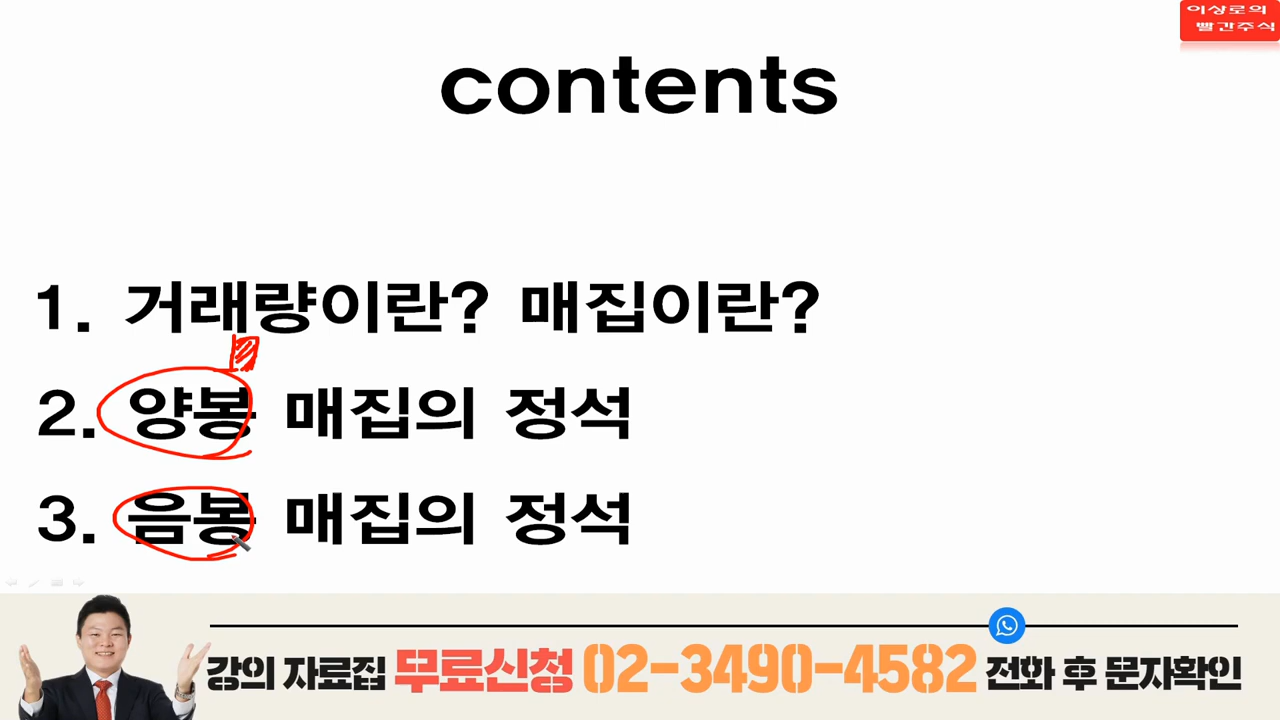 이상로의
빨간주식
contents
1. 거래량이란? 매집이란?
2. 양봉 매집의 정석
3. 음봉 매집의 정석
강의 자료집 무료신청 02-3490-4582 전화 후 문자확인